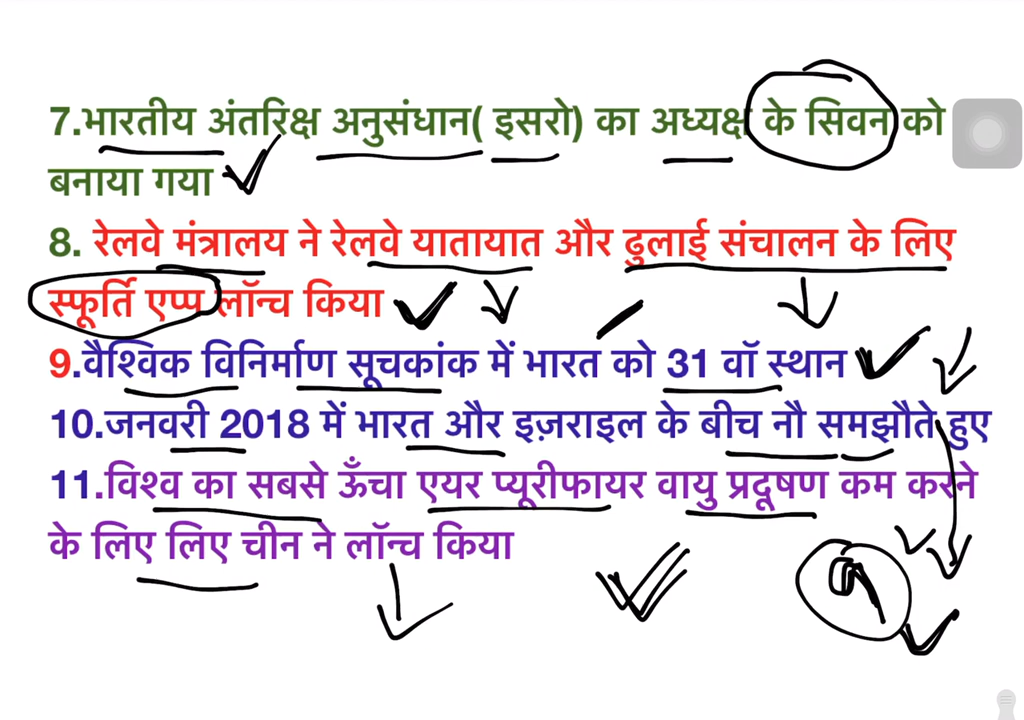 7.भारतीय अंतरिक्ष अनुसंधान( इसरो) का अध्यक्ष के सिवन को
बनाया गया
8. रेलवे मंत्रालय ने रेलवे यातायात और ढुलाई संचालन के लिए
स्फूर्ति एप्प लॉन्च किया
9.वैश्विक विनिर्माण सूचकांक में भारत को 31 वॉ स्थान
10.जनवरी 2018 में भारत और इज़राइल के बीच नौ समझौते हुए
11.विश्व का सबसे ऊँचा एयर प्यूरीफायर वायु प्रदूषण कम करने
के लिए लिए चीन ने लॉन्च किया